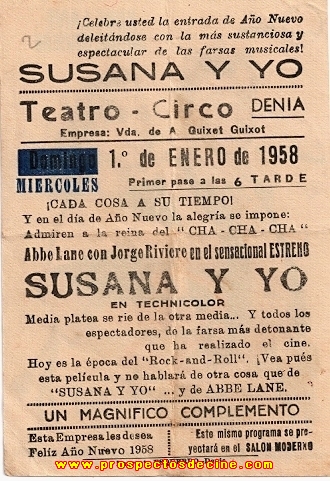 2
¡Celebre usted la entrada de Año Nuevo
deleitándose con la más sustanciosa y
espectacular de las farsas musicales!
SUSANA Y YO
Teatro - Circo DENIA
Empresa: Vda. de A. Guixet Guixot
Domingo
MIERCOLES
1.º de ENERO de 1958
Primer pase a las 6 TARDE
¡CADA COSA A SU TIEMPO!
Y en el día de Año Nuevo la alegría se impone:
Admiren a la reina del "CHA - CHA - CHA"
Abbe Lane con Jorge Riviere en el sensacional ESTRENO
SUSANA Y YO
EN TECHNICOLOR
Media platea se ríe de la otra media... Y todos los
espectadores, de la farsa más detonante
que ha realizado el cine.
Hoy es la época del "Rock-and-Roll". ¡Vea pués
esta película y no hablará de otra cosa que de
"SUSANA Y YO" ... y de ABBE LANE.
UN MAGNIFICO COMPLEMENTO
Esta Empresa les desea
Feliz Año Nuevo 1958
Este mismo programa se pro-
yectará en el SALON MODERNO
www.prospectosdecine.com